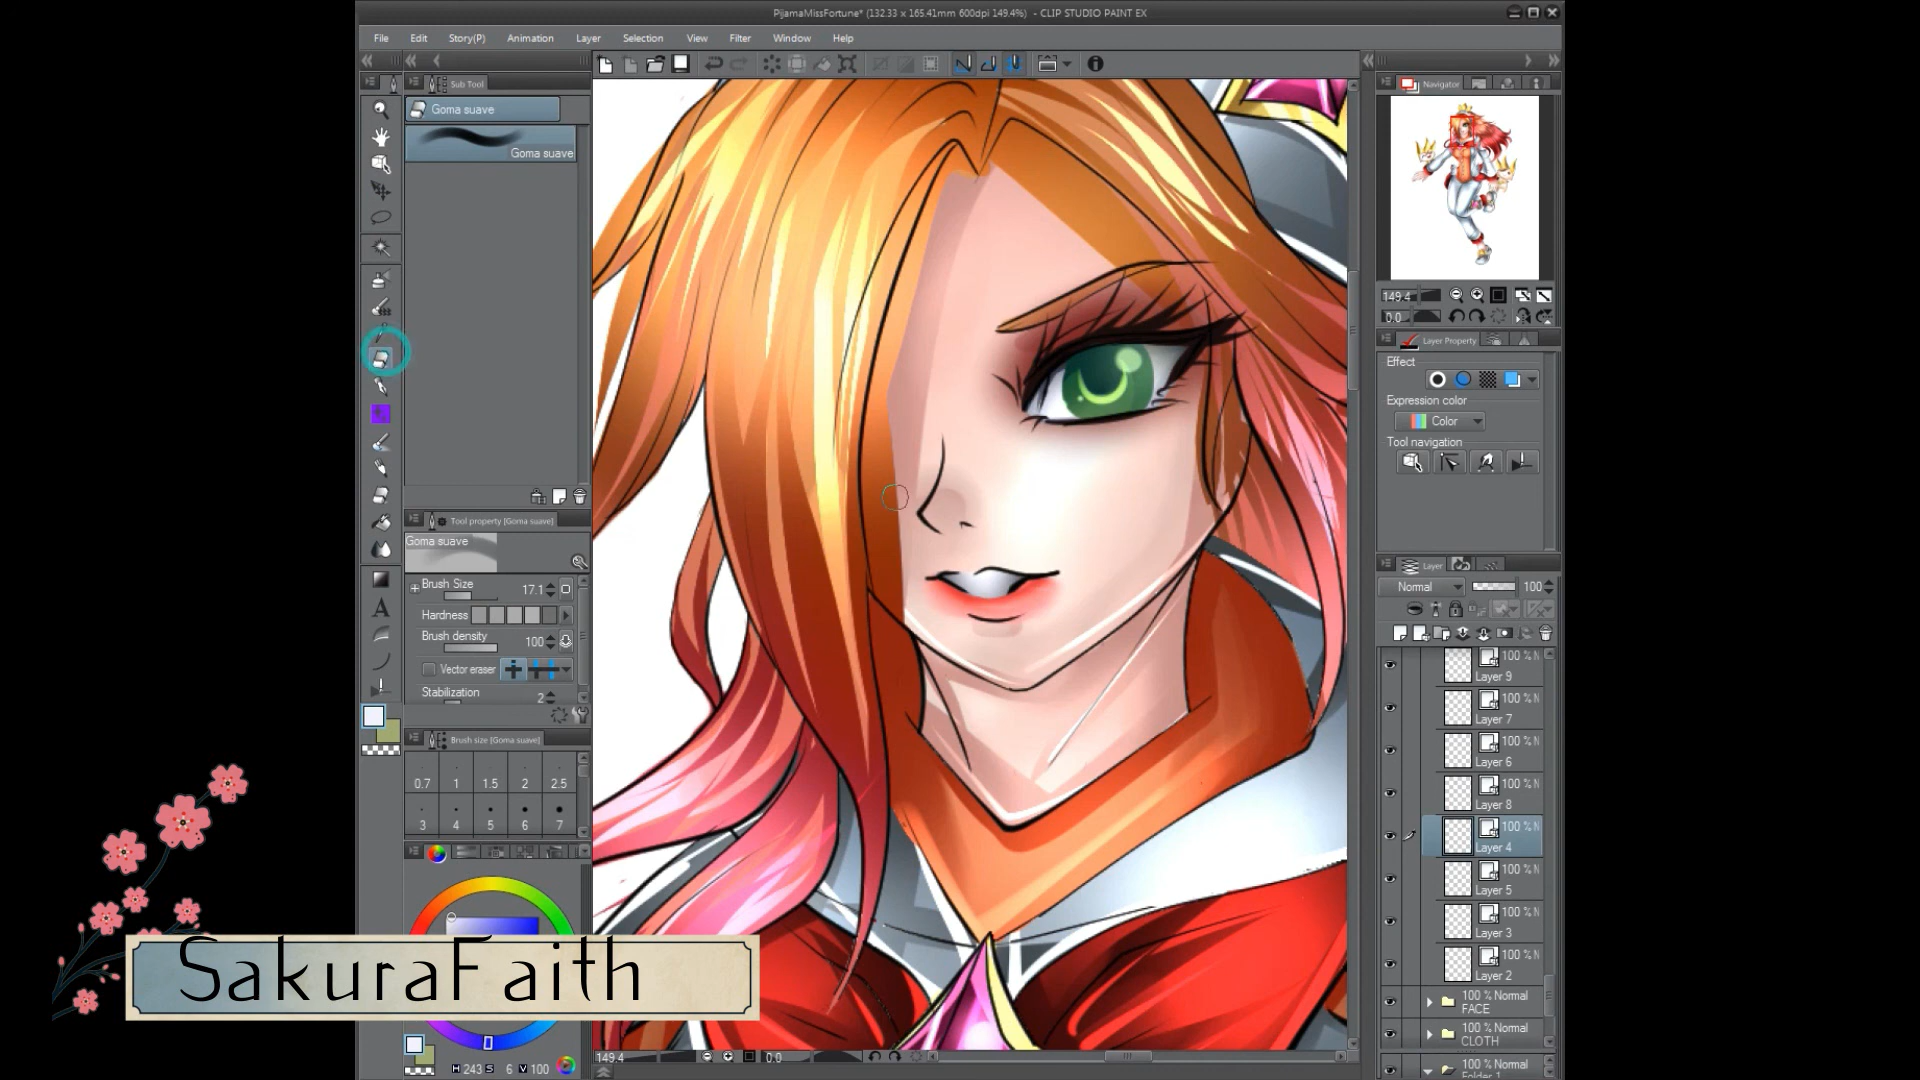 PijamaMissFortune* (132.33 x 165.41mm 600dpi 149.4%) - CLIP STUDIO PAINT EX
File Edit Story(P) Animation Layer Selection View Filter Window Help
Sub Tool
Goma suave
Goma suave
Tool property [Goma suave]
Goma suave
Brush Size 17.1
Hardness
Brush density 100
Vector eraser
Stabilization 2
Brush size [Goma suave]
0.7 1 1.5 2 2.5
3 4 5 6 7
H 243 S 6 V 100
149.4 0.0
Navigator
149.4
0.0
Layer Property
Effect
Expression color
Color
Tool navigation
Layer
Normal 100
100 % N
Layer 9
100 % N
Layer 7
100 % N
Layer 6
100 % N
Layer 8
100 % N
Layer 4
100 % N
Layer 5
100 % N
Layer 3
100 % N
Layer 2
100 % Normal
FACE
100 % Normal
CLOTH
100 % Normal
Folder 1
SakuraFaith